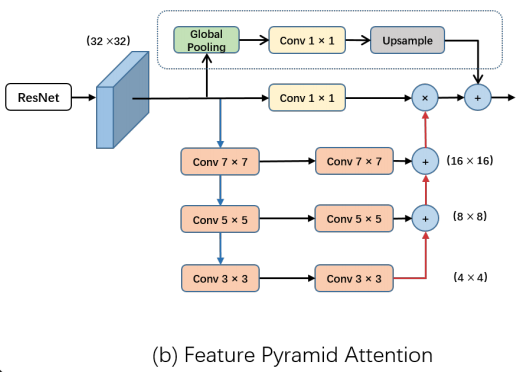 Global
Pooling
Conv 1 × 1
Upsample
(32 ×32)
ResNet
Conv 1 × 1
×
+
Conv 7 × 7
Conv 7 × 7
+
(16 × 16)
Conv 5 × 5
Conv 5 × 5
+
(8 × 8)
Conv 3 × 3
Conv 3 × 3
(4 × 4)
(b) Feature Pyramid Attention